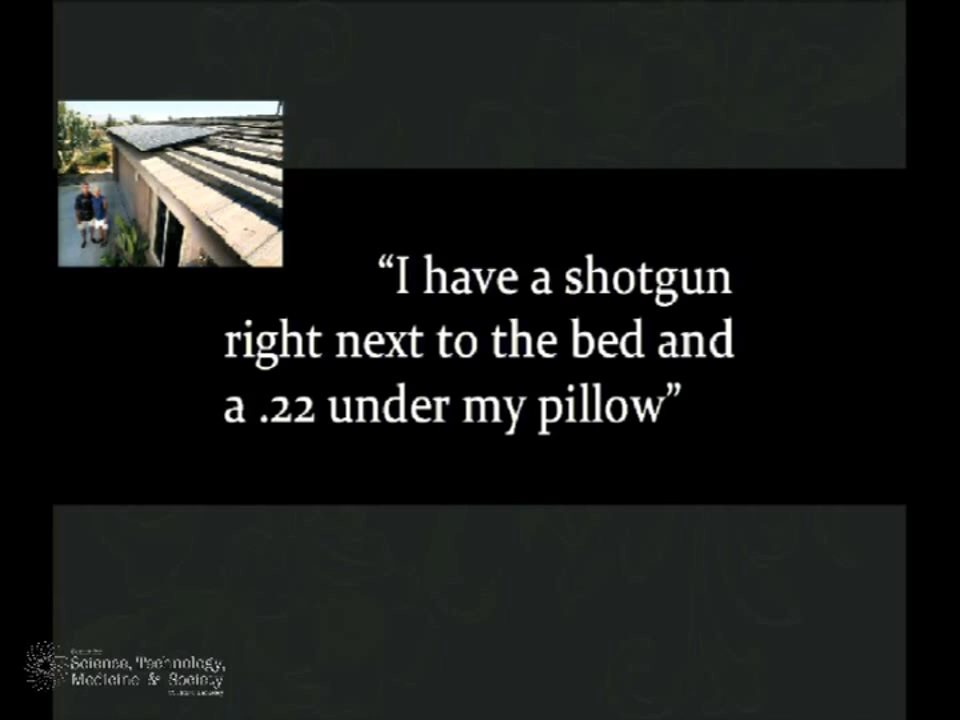 “I have a shotgun
right next to the bed and
a .22 under my pillow”
Science, Technology,
Medicine & Society